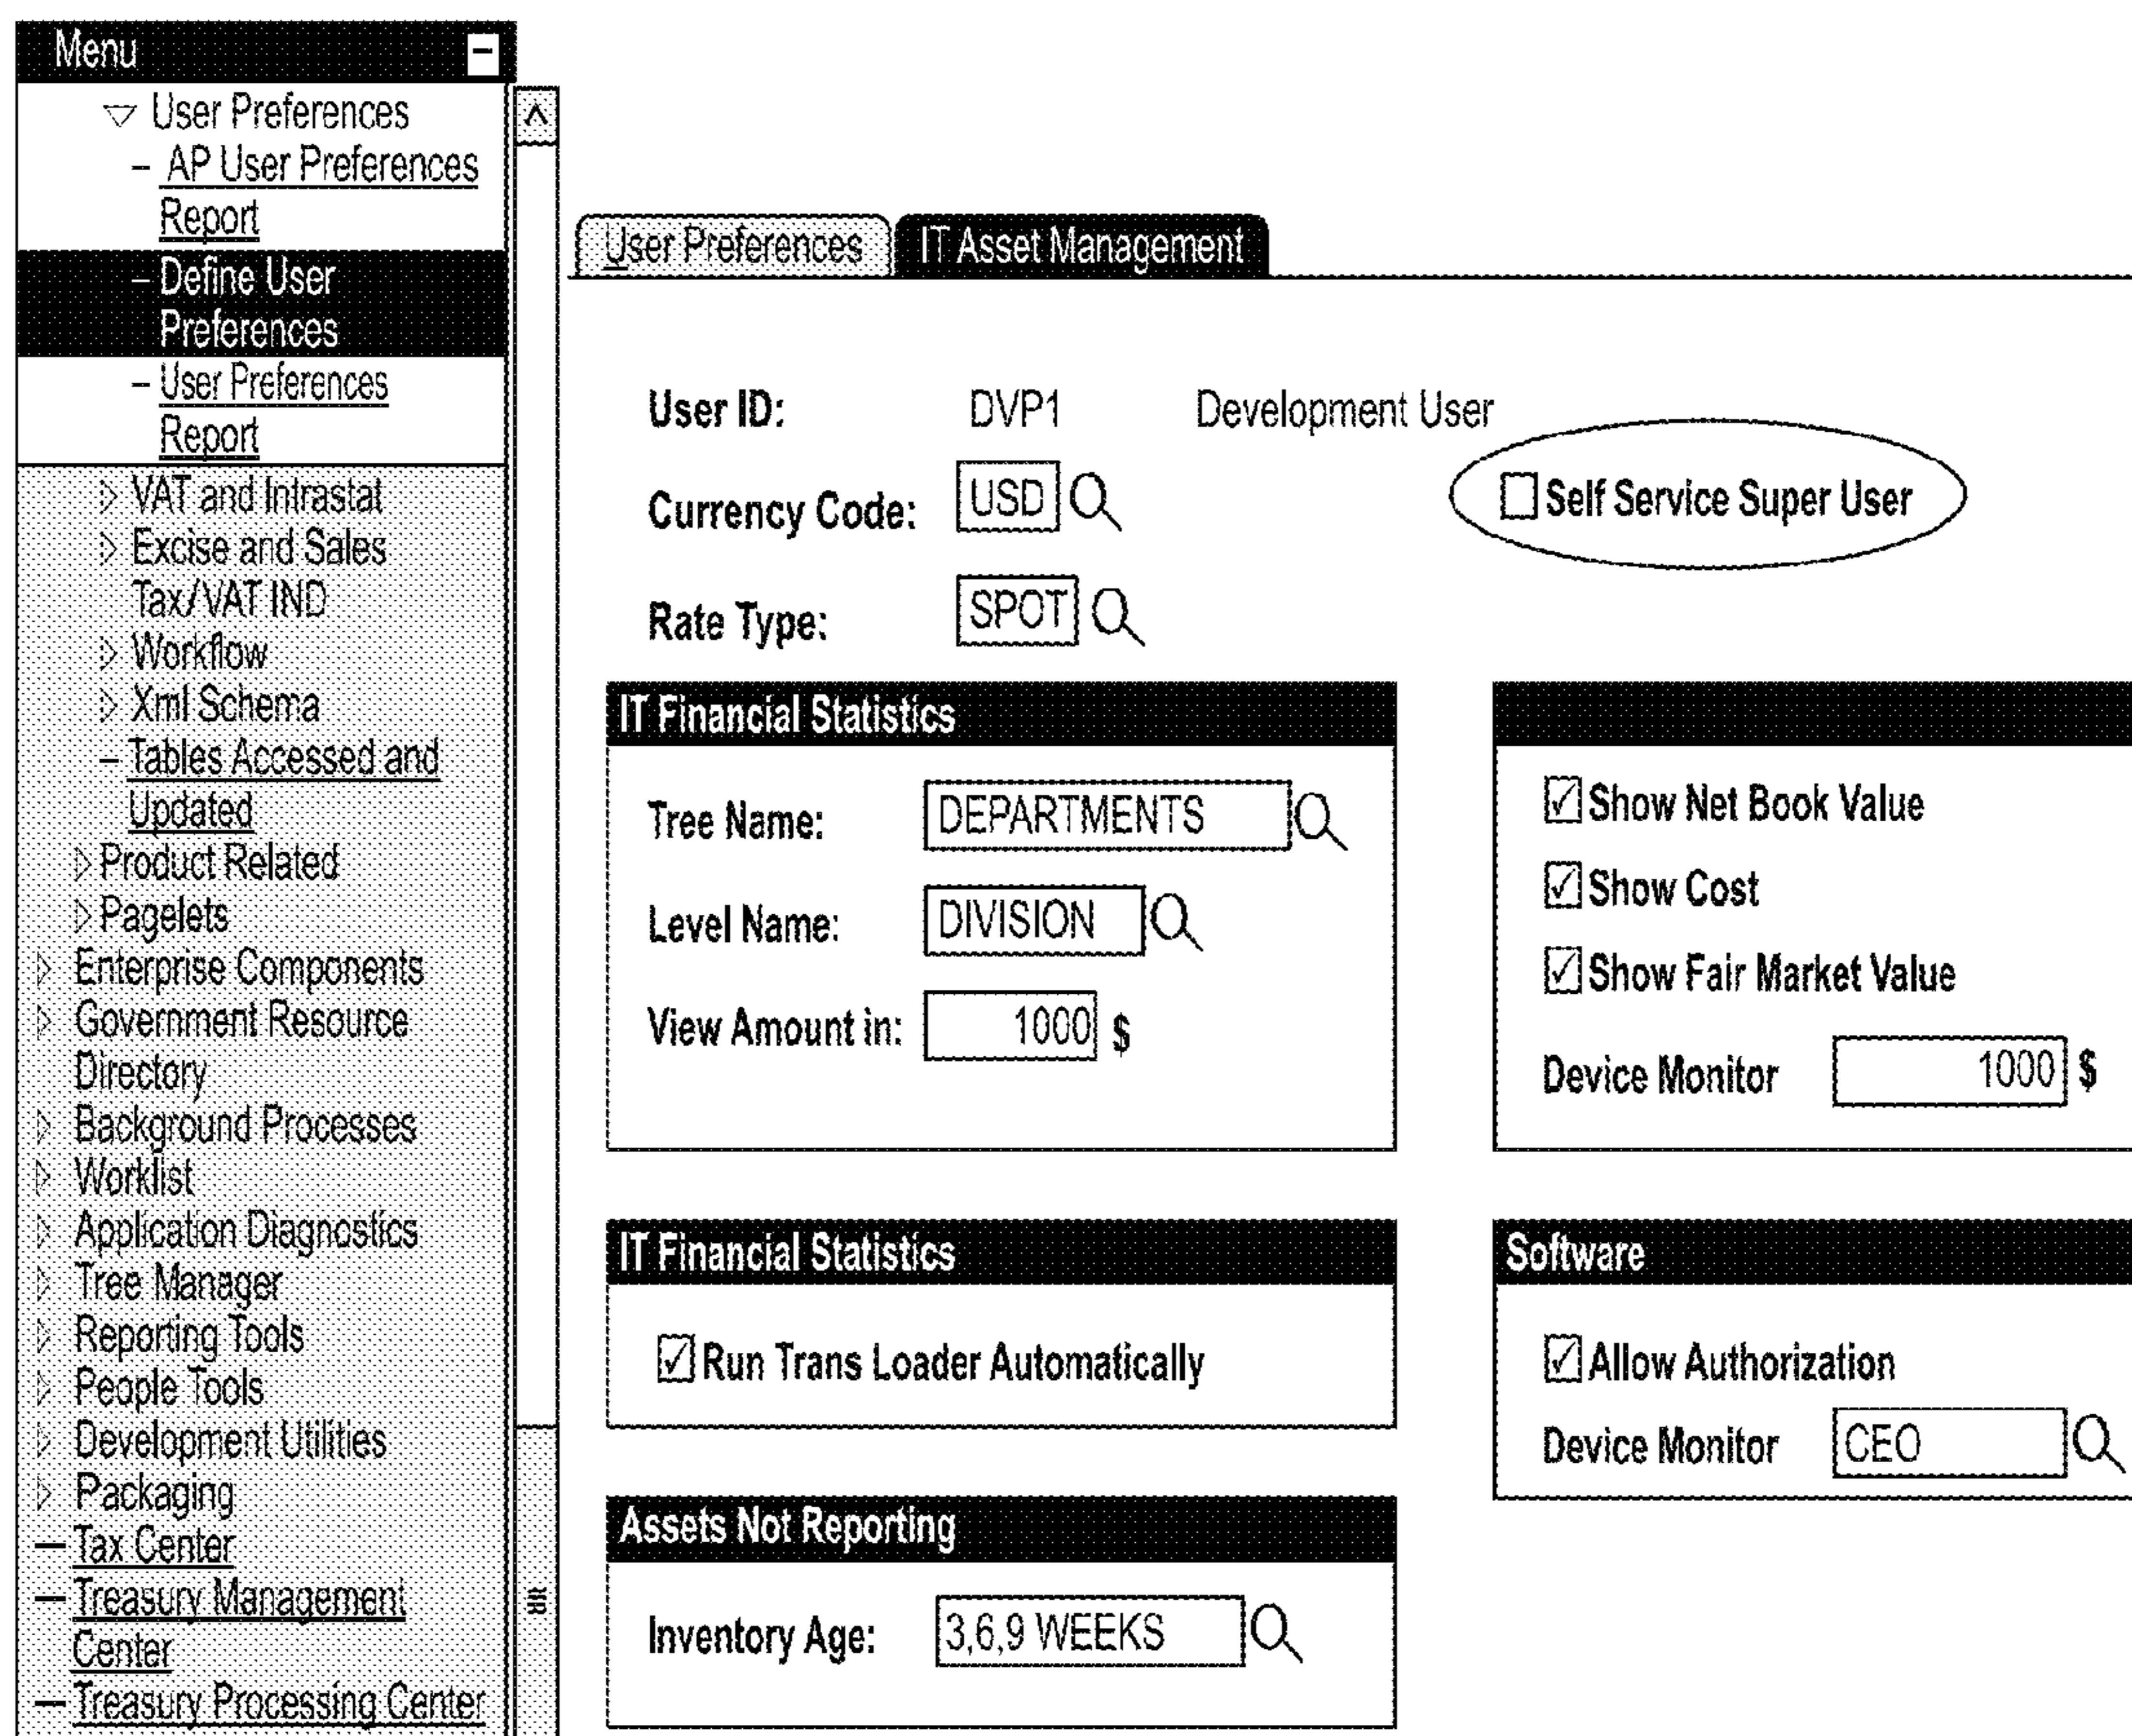 Menu
User Preferences
– AP User Preferences
Report
– Define User
Preferences
– User Preferences
Report
VAT and Intrastat
Excise and Sales
Tax/VAT IND
Workflow
Xml Schema
– Tables Accessed and
Updated
Product Related
Pagelets
Enterprise Components
Government Resource
Directory
Background Processes
Worklist
Application Diagnostics
Tree Manager
Reporting Tools
People Tools
Development Utilities
Packaging
– Tax Center
– Treasury Management
Center
– Treasury Processing Center
User Preferences IT Asset Management
User ID: DVP1 Development User
Currency Code: USD
Self Service Super User
Rate Type: SPOT
IT Financial Statistics
Tree Name: DEPARTMENTS
Level Name: DIVISION
View Amount in: 1000 $
Show Net Book Value
Show Cost
Show Fair Market Value
Device Monitor 1000 $
IT Financial Statistics
Run Trans Loader Automatically
Software
Allow Authorization
Device Monitor CEO
Assets Not Reporting
Inventory Age: 3,6,9 WEEKS